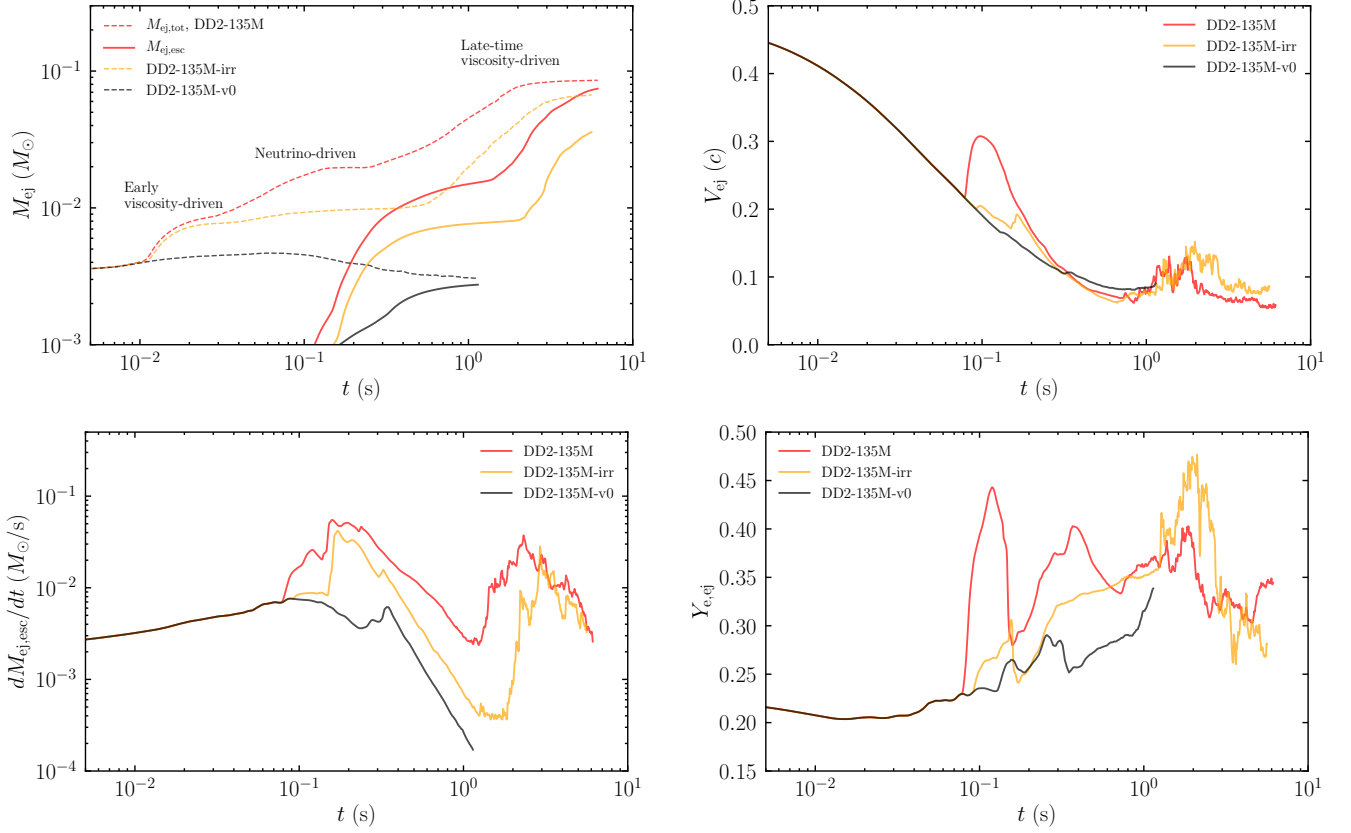 M_ej,tot, DD2-135M
M_ej,esc
DD2-135M-irr
DD2-135M-v0
Late-time
viscosity-driven
Neutrino-driven
Early
viscosity-driven
10^−1
10^−2
10^−3
M_ej (M_⊙)
10^−2 10^−1 10^0 10^1
t (s)
DD2-135M
DD2-135M-irr
DD2-135M-v0
0.5
0.4
0.3
0.2
0.1
0.0
V_ej (c)
10^−2 10^−1 10^0 10^1
t (s)
DD2-135M
DD2-135M-irr
DD2-135M-v0
10^−1
10^−2
10^−3
10^−4
dM_ej,esc/dt (M_⊙/s)
10^−2 10^−1 10^0 10^1
t (s)
DD2-135M
DD2-135M-irr
DD2-135M-v0
0.50
0.45
0.40
0.35
0.30
0.25
0.20
0.15
Y_e,ej
10^−2 10^−1 10^0 10^1
t (s)